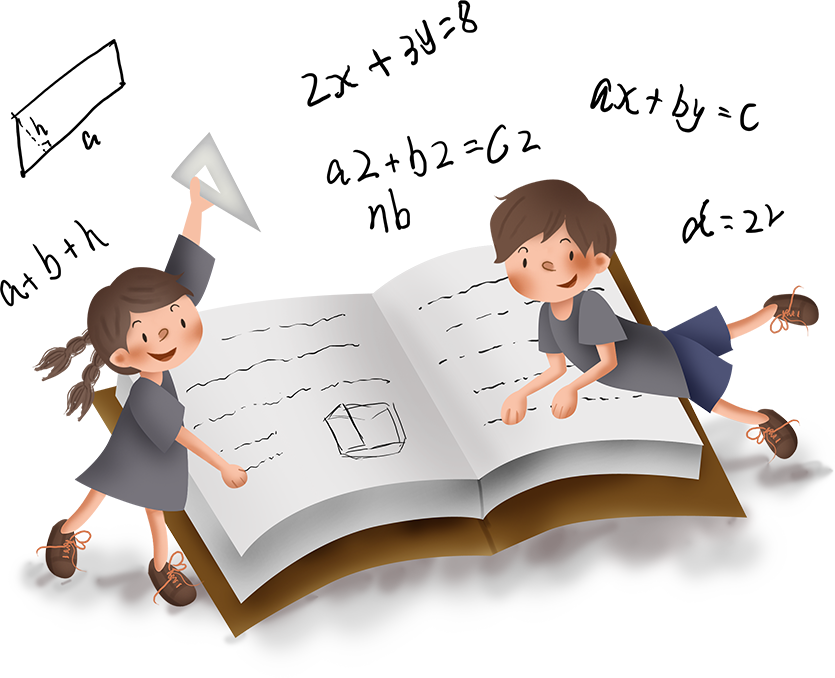 2x + 3y=8
ax + by = c
h
a
a2+b2=C2
nb
d=2r
a+b+h